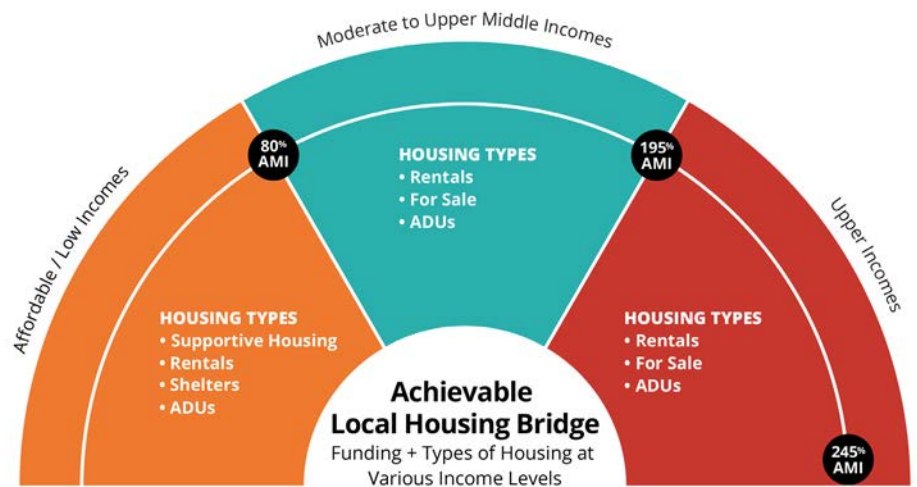 Moderate to Upper Middle Incomes
80% AMI
195% AMI
HOUSING TYPES
• Rentals
• For Sale
• ADUs
Affordable / Low Incomes
Upper Incomes
HOUSING TYPES
• Supportive Housing
• Rentals
• Shelters
• ADUs
HOUSING TYPES
• Rentals
• For Sale
• ADUs
Achievable
Local Housing Bridge
Funding + Types of Housing at
Various Income Levels
245% AMI